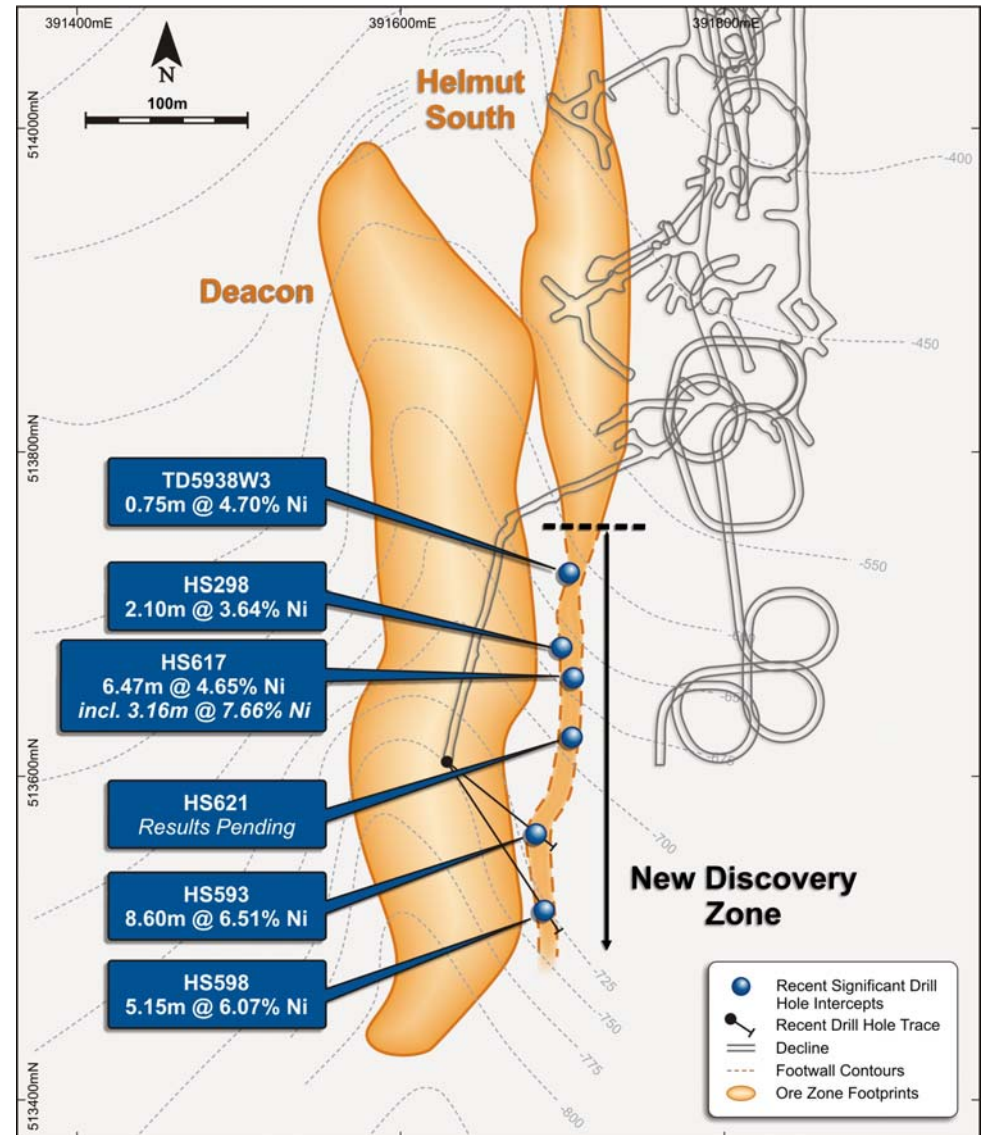 391400mE
391600mE
391800mE
N
100m
514000mN
513800mN
513600mN
513400mN
Helmut
South
Deacon
-400
-450
-550
TD5938W3
0.75m @ 4.70% Ni
HS298
2.10m @ 3.64% Ni
HS617
6.47m @ 4.65% Ni
incl. 3.16m @ 7.66% Ni
HS621
Results Pending
HS593
8.60m @ 6.51% Ni
HS598
5.15m @ 6.07% Ni
-675
-700
-725
-750
-775
-800
New Discovery
Zone
Recent Significant Drill
Hole Intercepts
Recent Drill Hole Trace
Decline
Footwall Contours
Ore Zone Footprints